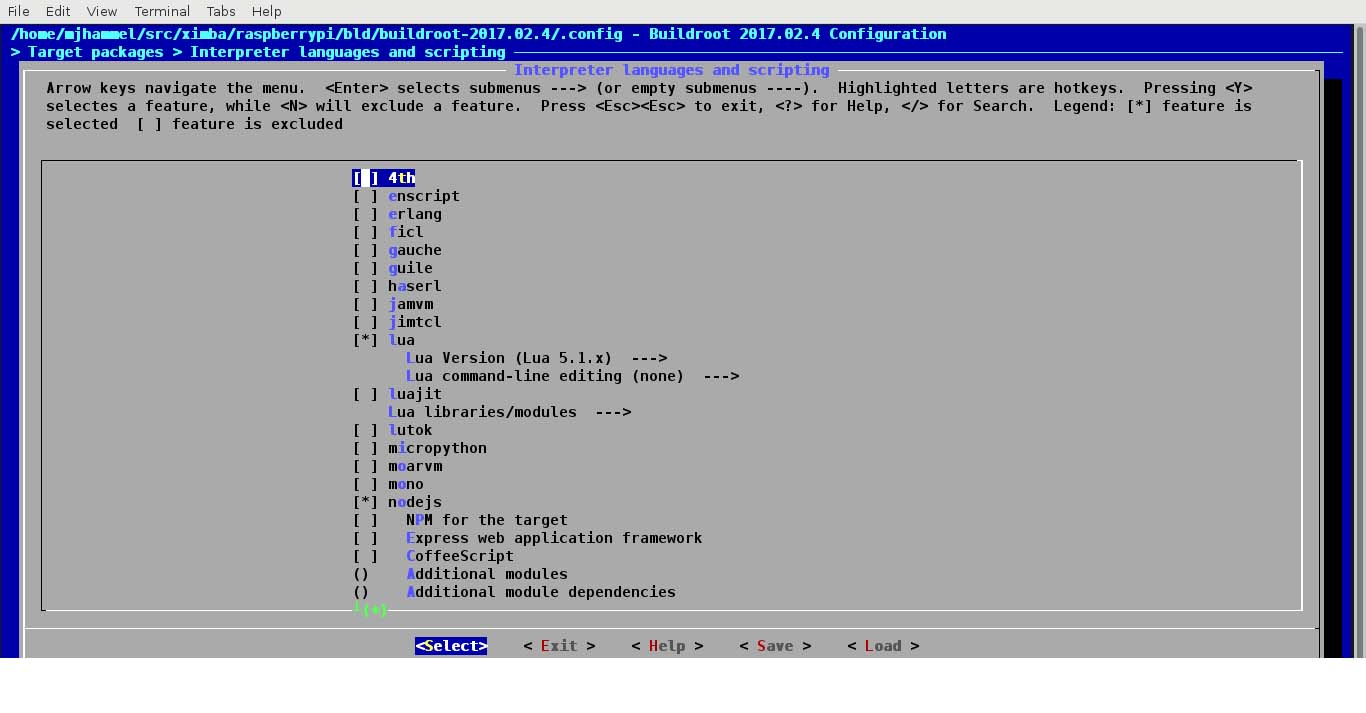 File Edit View Terminal Tabs Help
/home/mjhammel/src/ximba/raspberrypi/bld/buildroot-2017.02.4/.config - Buildroot 2017.02.4 Configuration
> Target packages > Interpreter languages and scripting
Interpreter languages and scripting
Arrow keys navigate the menu.  <Enter> selects submenus ---> (or empty submenus ----).  Highlighted letters are hotkeys.  Pressing <Y>
selectes a feature, while <N> will exclude a feature.  Press <Esc><Esc> to exit, <?> for Help, </> for Search.  Legend: [*] feature is
selected  [ ] feature is excluded
[ ] 4th
[ ] enscript
[ ] erlang
[ ] ficl
[ ] gauche
[ ] guile
[ ] haserl
[ ] jamvm
[ ] jimtcl
[*] lua
Lua Version (Lua 5.1.x)  --->
Lua command-line editing (none)  --->
[ ] luajit
Lua libraries/modules  --->
[ ] lutok
[ ] micropython
[ ] moarvm
[ ] mono
[*] nodejs
[ ]   NPM for the target
[ ]   Express web application framework
[ ]   CoffeeScript
()    Additional modules
()    Additional module dependencies
┴(+)
<Select>    < Exit >    < Help >    < Save >    < Load >